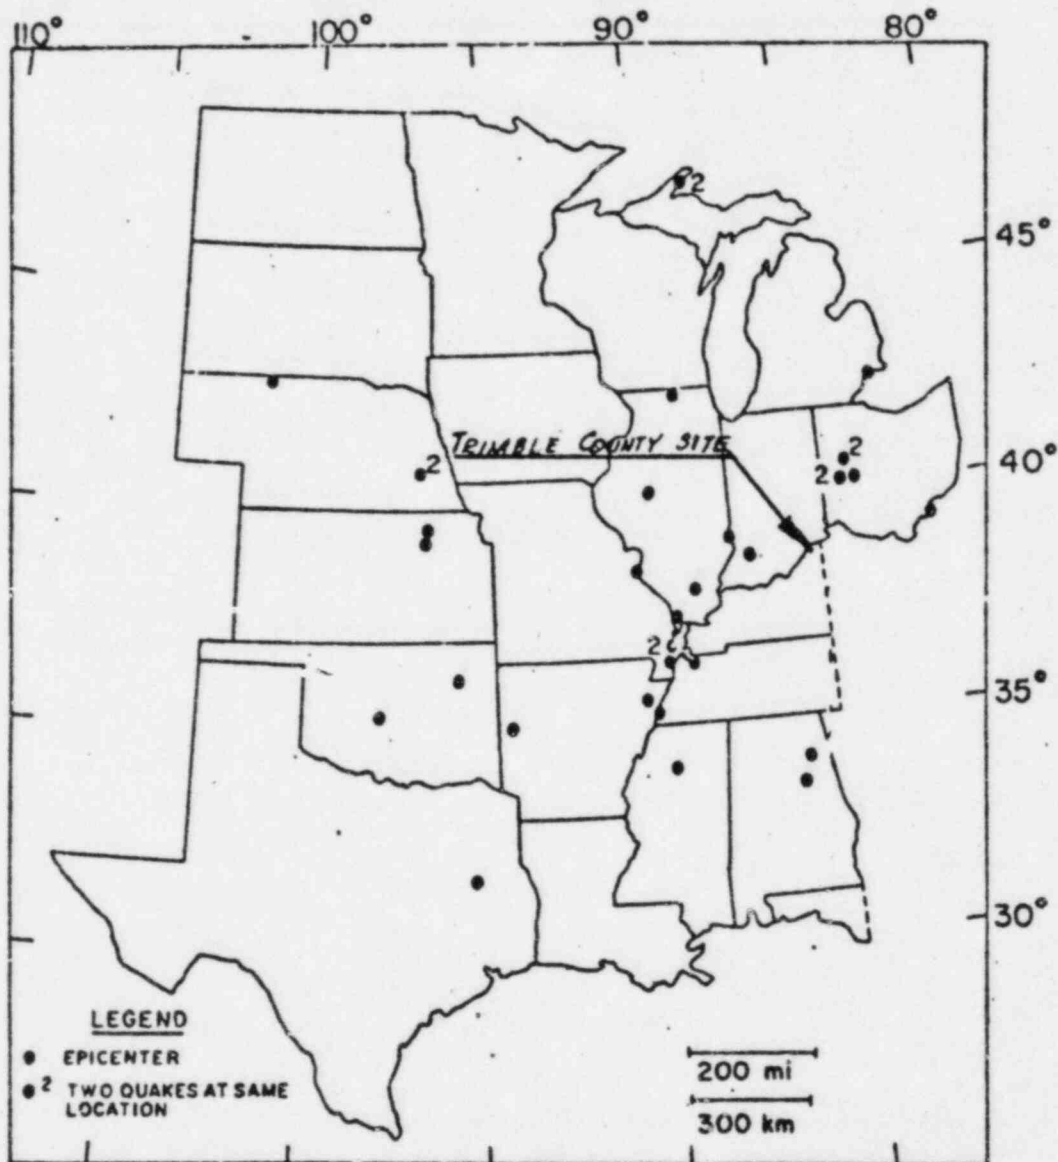 110° 100° 90° 80°
2
45°
TRIMBLE COUNTY SITE
40°
2
2
2
2
35°
30°
LEGEND
● EPICENTER
●² TWO QUAKES AT SAME
LOCATION
200 mi
300 km